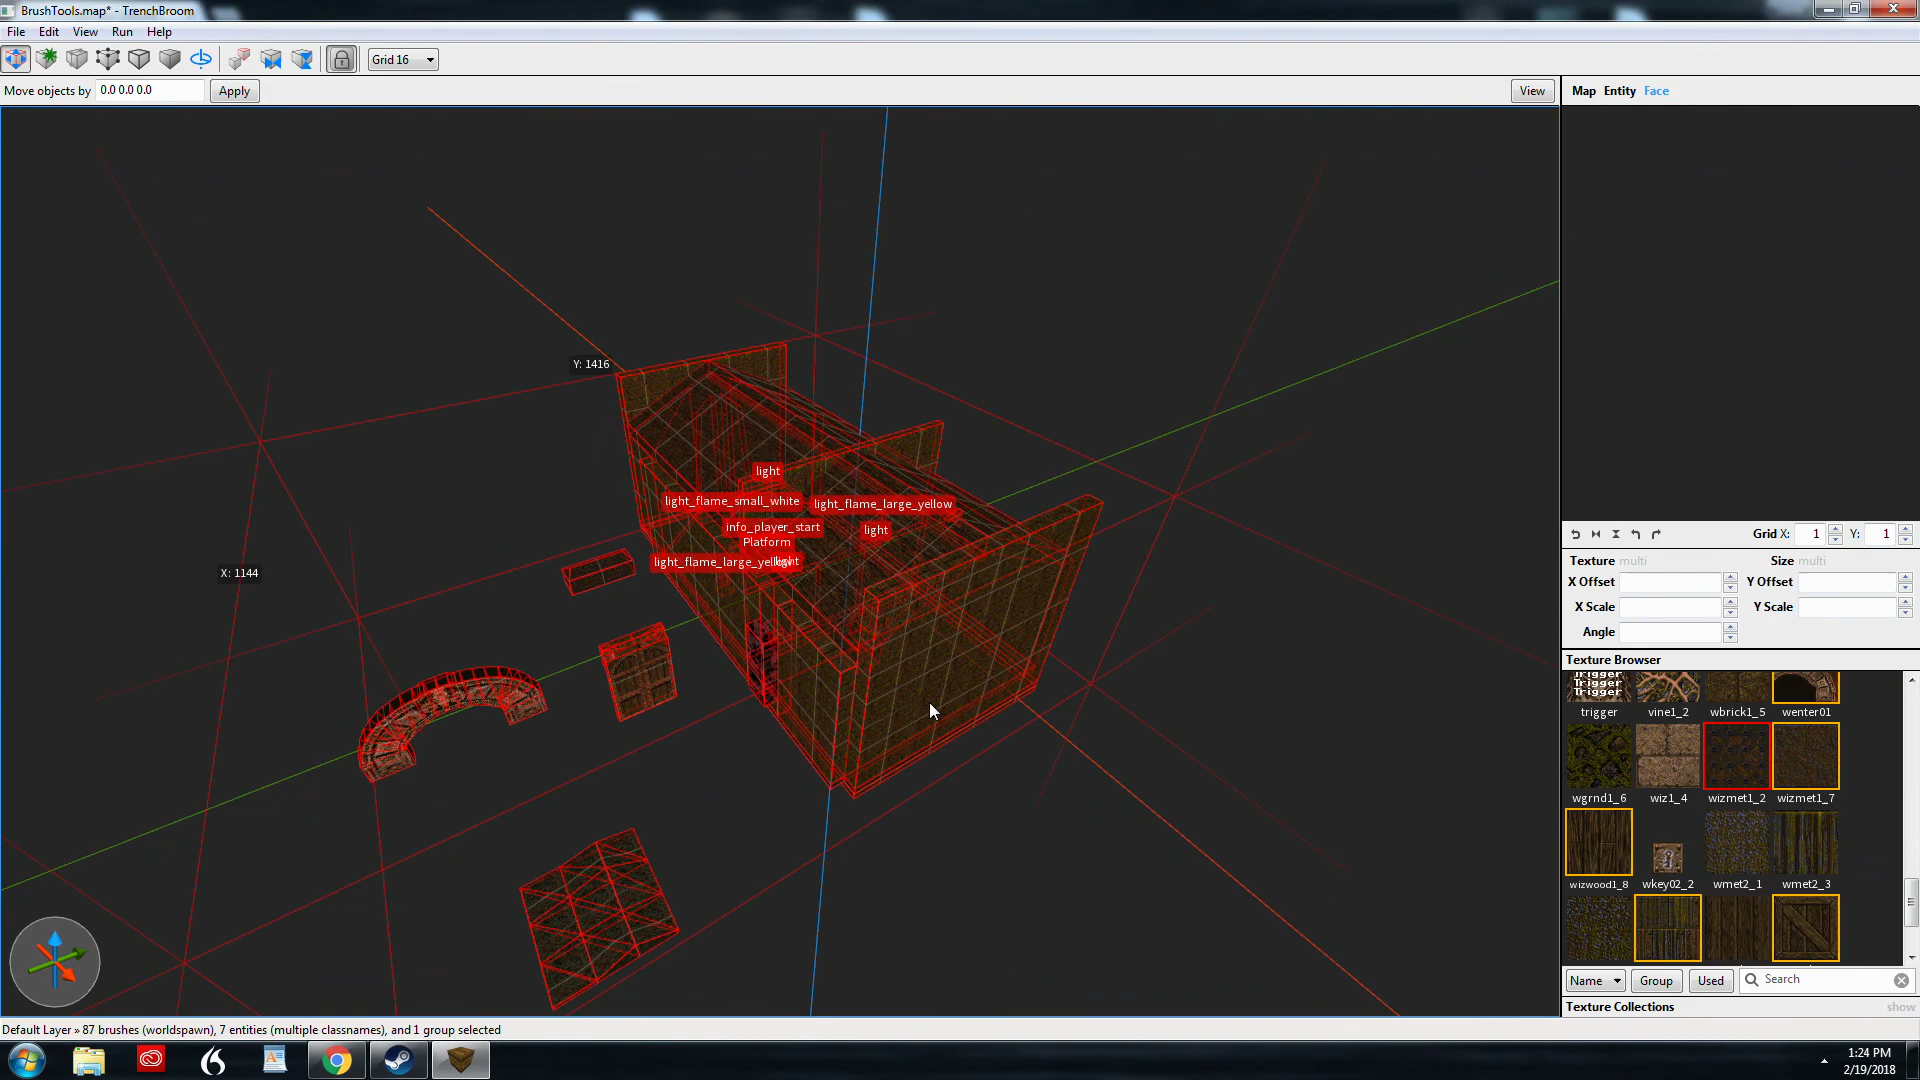 BrushTools.map* - TrenchBroom
File Edit View Run Help
Grid 16
Move objects by 0.0 0.0 0.0 Apply View
Map Entity Face
Y: 1416
X: 1144
light
light_flame_small_white light_flame_large_yellow
info_player_start light
Platform
light_flame_large_yellow light
Grid X: 1 Y: 1
Texture multi Size multi
X Offset Y Offset
X Scale Y Scale
Angle
Texture Browser
Trigger
Trigger
Trigger
trigger vine1_2 wbrick1_5 wenter01
wgrnd1_6 wiz1_4 wizmet1_2 wizmet1_7
wizwood1_8 wkey02_2 wmet2_1 wmet2_3
Name Group Used Search
Texture Collections show
Default Layer » 87 brushes (worldspawn), 7 entities (multiple classnames), and 1 group selected
1:24 PM
2/19/2018